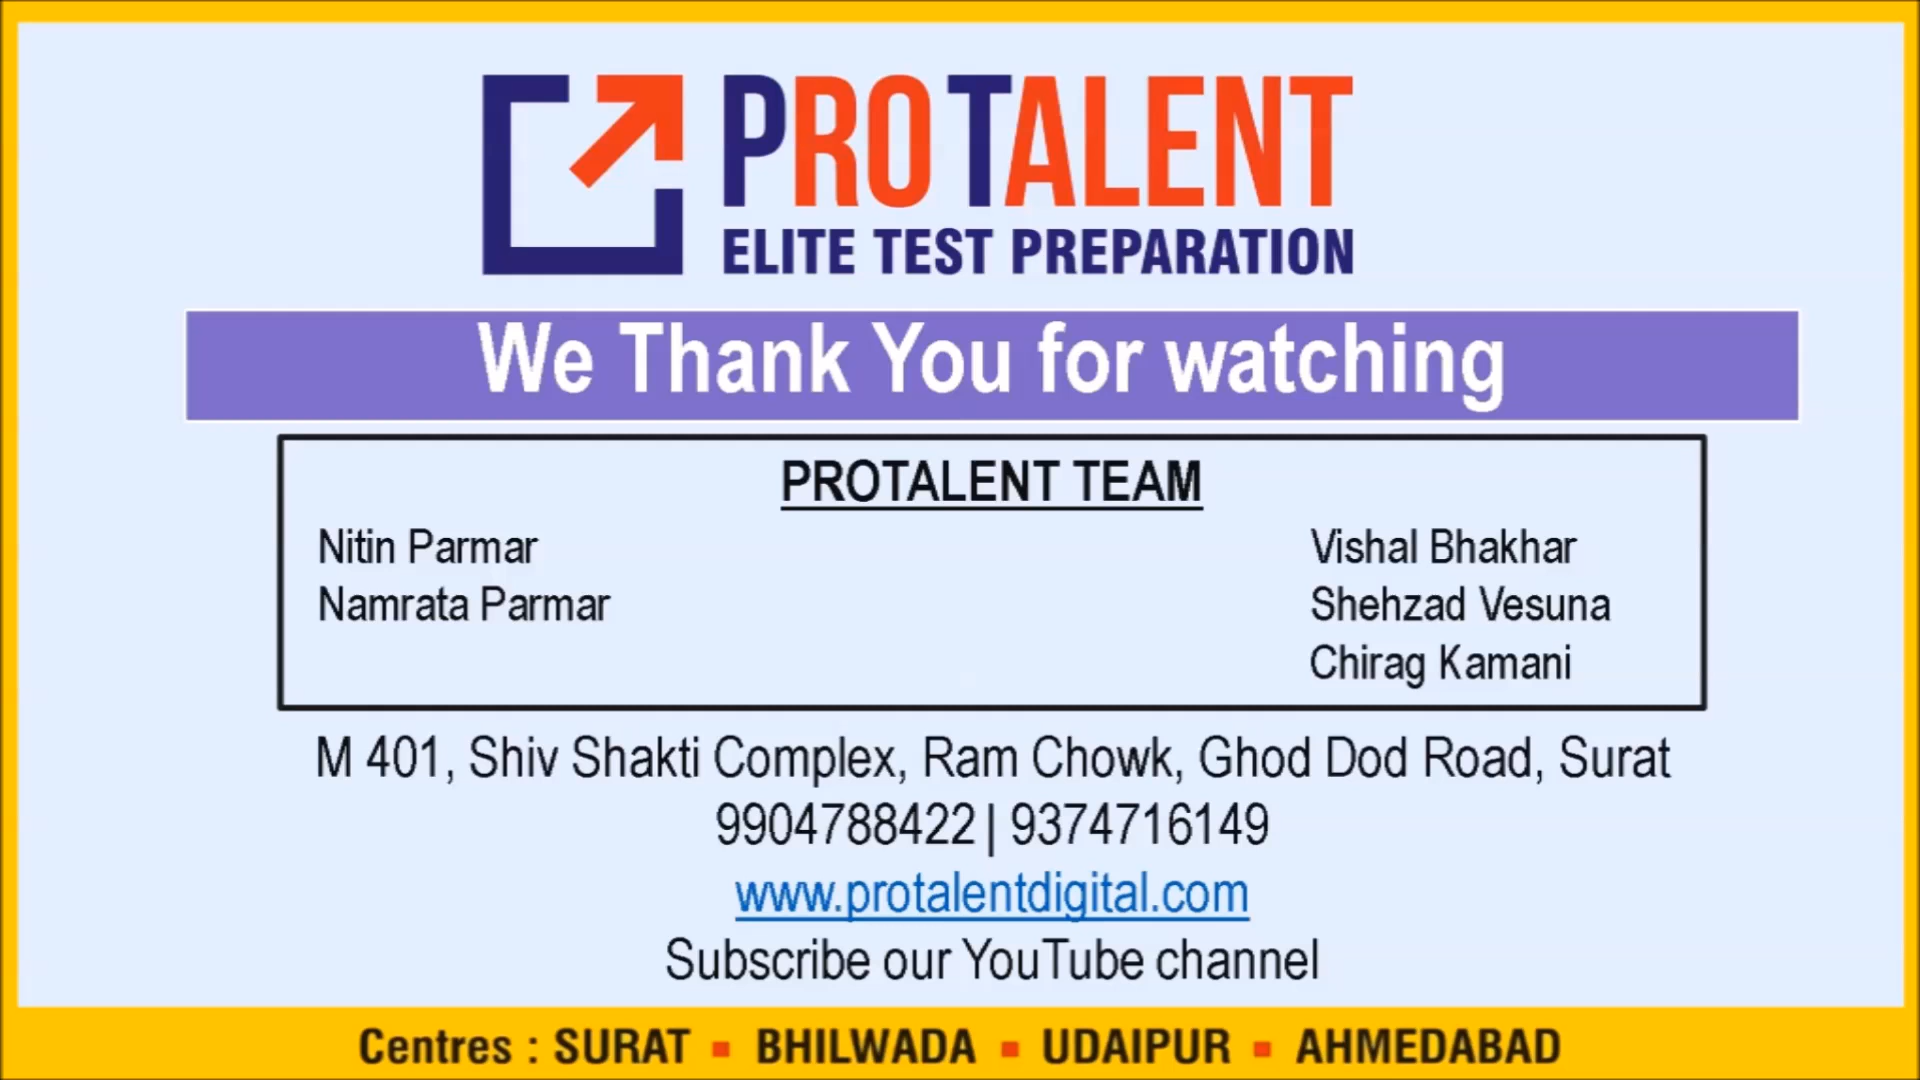 PROTALENT
ELITE TEST PREPARATION
We Thank You for watching
PROTALENT TEAM
Nitin Parmar Vishal Bhakhar
Namrata Parmar Shehzad Vesuna
Chirag Kamani
M 401, Shiv Shakti Complex, Ram Chowk, Ghod Dod Road, Surat
9904788422 | 9374716149
www.protalentdigital.com
Subscribe our YouTube channel
Centres : SURAT ▪ BHILWADA ▪ UDAIPUR ▪ AHMEDABAD